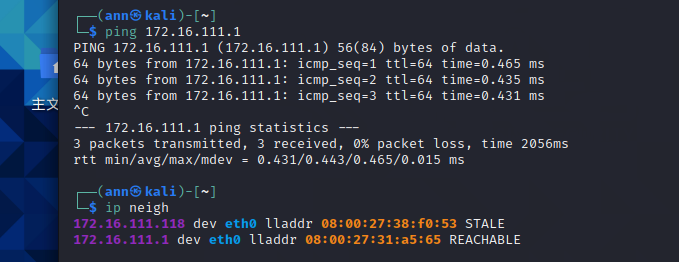 ┌──(ann㉿kali)-[~]
└─$ ping 172.16.111.1
PING 172.16.111.1 (172.16.111.1) 56(84) bytes of data.
64 bytes from 172.16.111.1: icmp_seq=1 ttl=64 time=0.465 ms
64 bytes from 172.16.111.1: icmp_seq=2 ttl=64 time=0.435 ms
64 bytes from 172.16.111.1: icmp_seq=3 ttl=64 time=0.431 ms
^C
--- 172.16.111.1 ping statistics ---
3 packets transmitted, 3 received, 0% packet loss, time 2056ms
rtt min/avg/max/mdev = 0.431/0.443/0.465/0.015 ms
┌──(ann㉿kali)-[~]
└─$ ip neigh
172.16.111.118 dev eth0 lladdr 08:00:27:38:f0:53 STALE
172.16.111.1 dev eth0 lladdr 08:00:27:31:a5:65 REACHABLE
主文